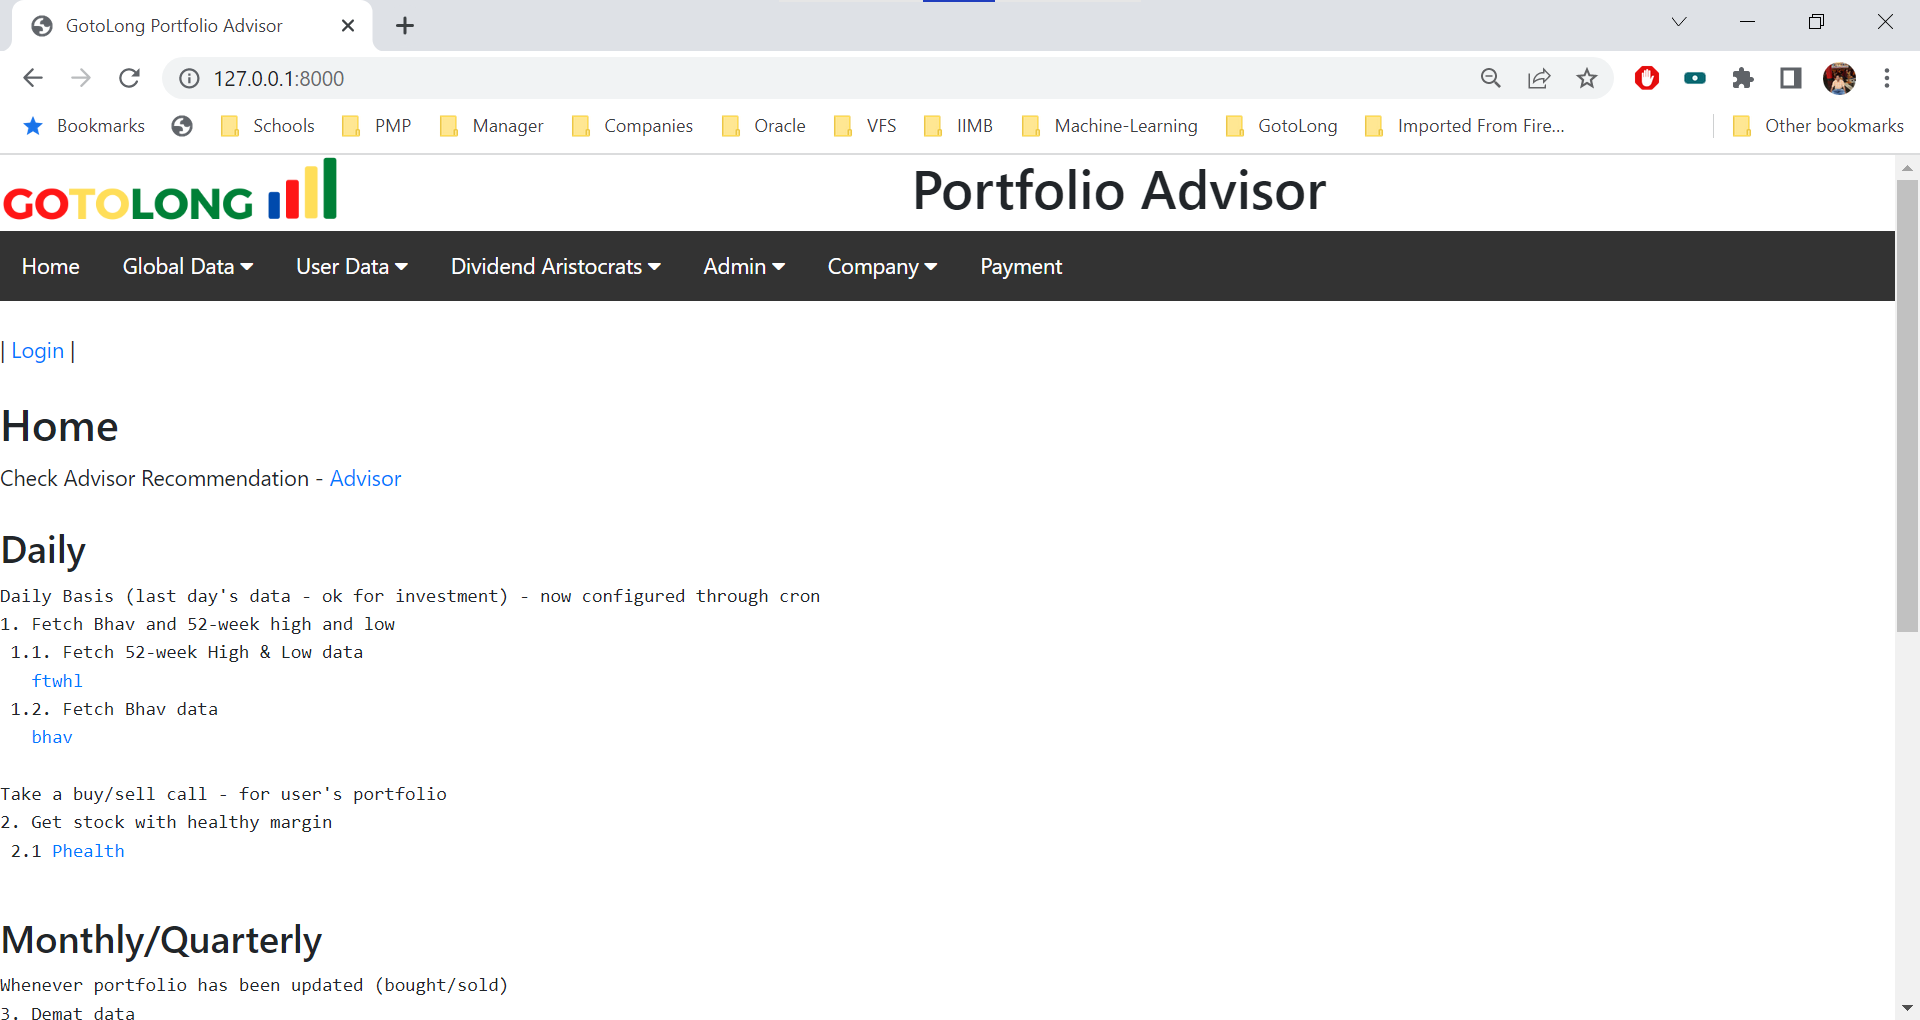 GotoLong Portfolio Advisor
127.0.0.1:8000
Bookmarks Schools PMP Manager Companies Oracle VFS IIMB Machine-Learning GotoLong Imported From Fire... Other bookmarks
GOTOLONG Portfolio Advisor
Home Global Data User Data Dividend Aristocrats Admin Company Payment
| Login |
Home
Check Advisor Recommendation - Advisor
Daily
Daily Basis (last day's data - ok for investment) - now configured through cron
1. Fetch Bhav and 52-week high and low
1.1. Fetch 52-week High & Low data
ftwhl
1.2. Fetch Bhav data
bhav
Take a buy/sell call - for user's portfolio
2. Get stock with healthy margin
2.1 Phealth
Monthly/Quarterly
Whenever portfolio has been updated (bought/sold)
3. Demat data